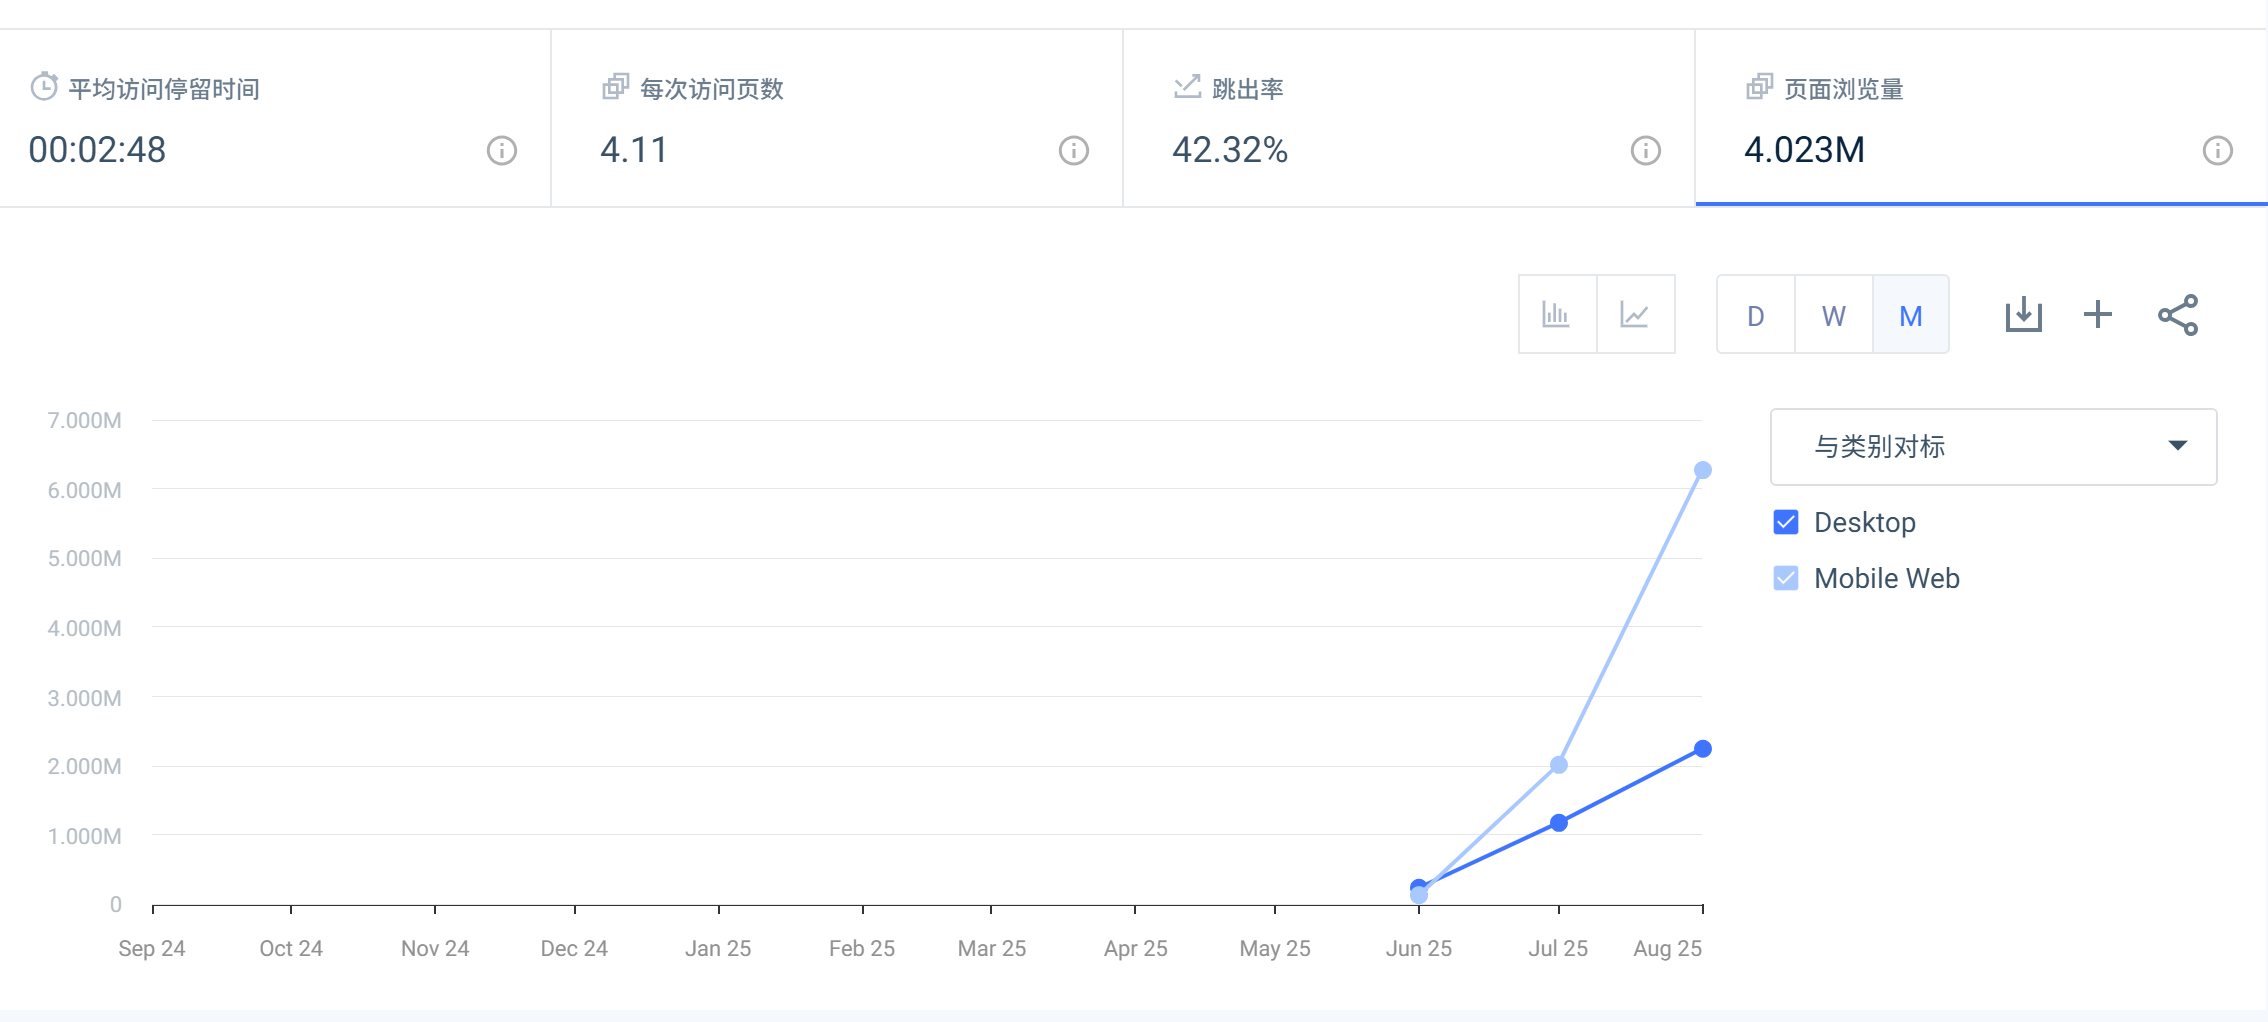 平均访问停留时间
00:02:48
每次访问页数
4.11
跳出率
42.32%
页面浏览量
4.023M
D W M
7.000M
6.000M
5.000M
4.000M
3.000M
2.000M
1.000M
0
Sep 24 Oct 24 Nov 24 Dec 24 Jan 25 Feb 25 Mar 25 Apr 25 May 25 Jun 25 Jul 25 Aug 25
与类别对标
Desktop
Mobile Web